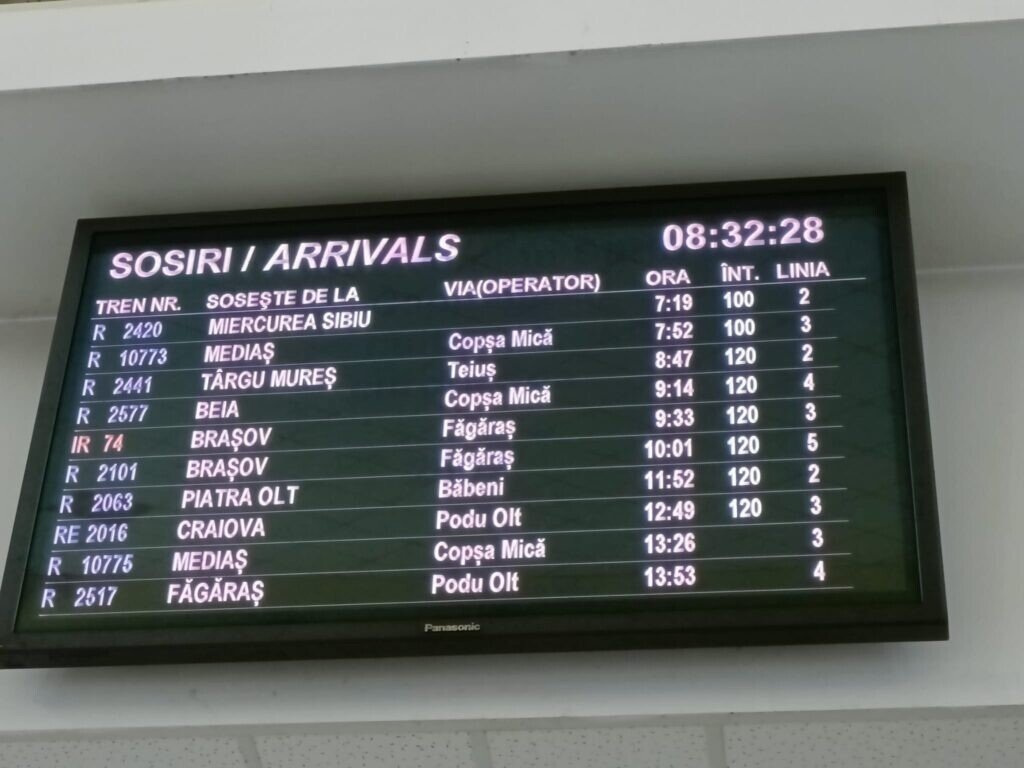 SOSIRI / ARRIVALS 08:32:28
TREN NR. SOSEŞTE DE LA VIA(OPERATOR) ORA ÎNT. LINIA
R 2420 MIERCUREA SIBIU 7:19 100 2
R 10773 MEDIAŞ Copşa Mică 7:52 100 3
R 2441 TÂRGU MUREŞ Teiuş 8:47 120 2
R 2577 BEIA Copşa Mică 9:14 120 4
IR 74 BRAŞOV Făgăraş 9:33 120 3
R 2101 BRAŞOV Făgăraş 10:01 120 5
R 2063 PIATRA OLT Băbeni 11:52 120 2
RE 2016 CRAIOVA Podu Olt 12:49 120 3
R 10775 MEDIAŞ Copşa Mică 13:26 3
R 2517 FĂGĂRAŞ Podu Olt 13:53 4
Panasonic